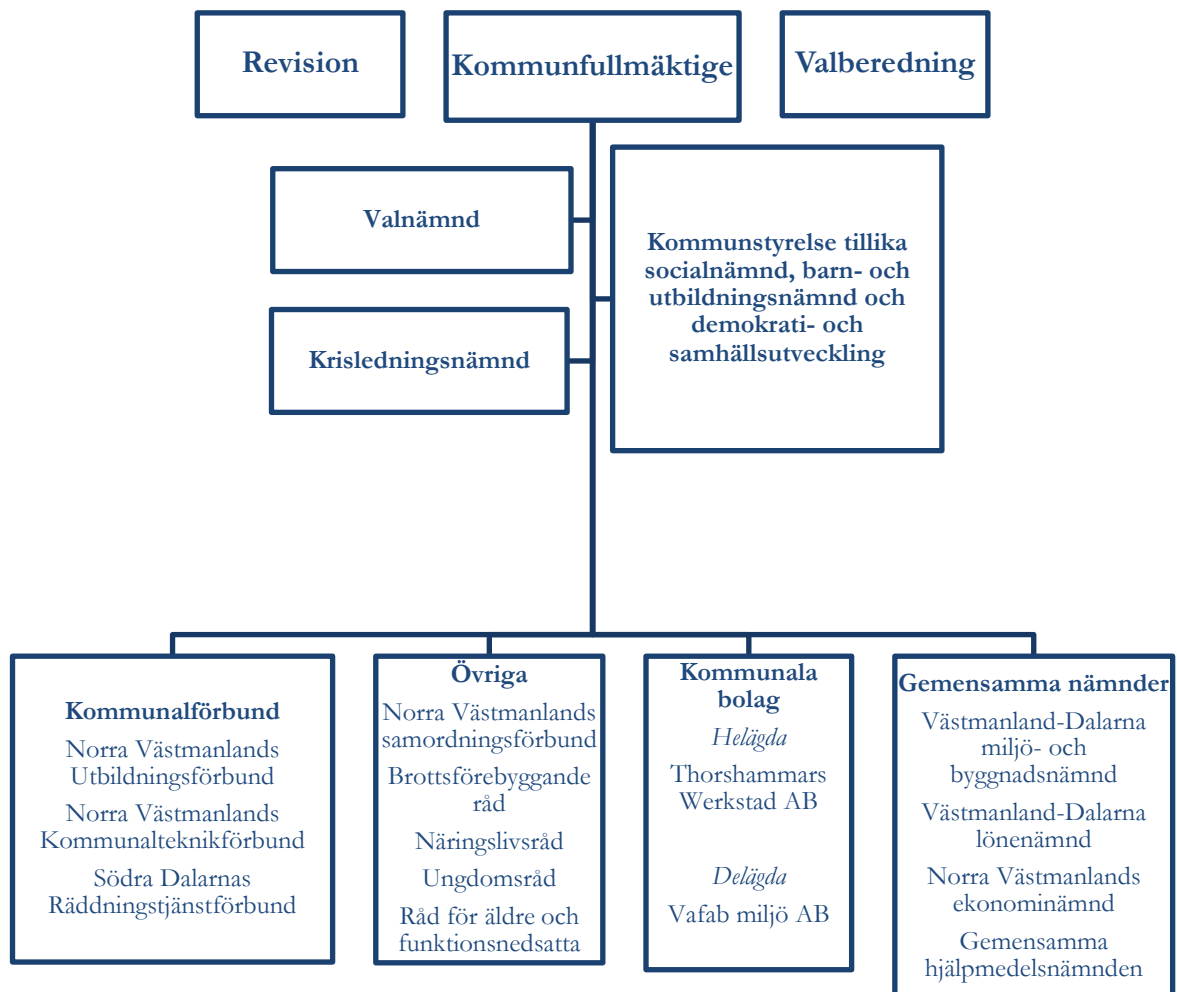 Revision
Kommunfullmäktige
Valberedning
Valnämnd
Kommunstyrelse tillika
socialnämnd, barn- och
utbildningsnämnd och
demokrati- och
samhällsutveckling
Krisledningsnämnd
Kommunalförbund
Norra Västmanlands
Utbildningsförbund
Norra Västmanlands
Kommunalteknikförbund
Södra Dalarnas
Räddningstjänstförbund
Övriga
Norra Västmanlands
samordningsförbund
Brottsförebyggande
råd
Näringslivsråd
Ungdomsråd
Råd för äldre och
funktionsnedsatta
Kommunala
bolag
Helägda
Thorshammars
Werkstad AB
Delägda
Vafab miljö AB
Gemensamma nämnder
Västmanland-Dalarna
miljö- och
byggnadsnämnd
Västmanland-Dalarna
lönenämnd
Norra Västmanlands
ekonominämnd
Gemensamma
hjälpmedelsnämnden